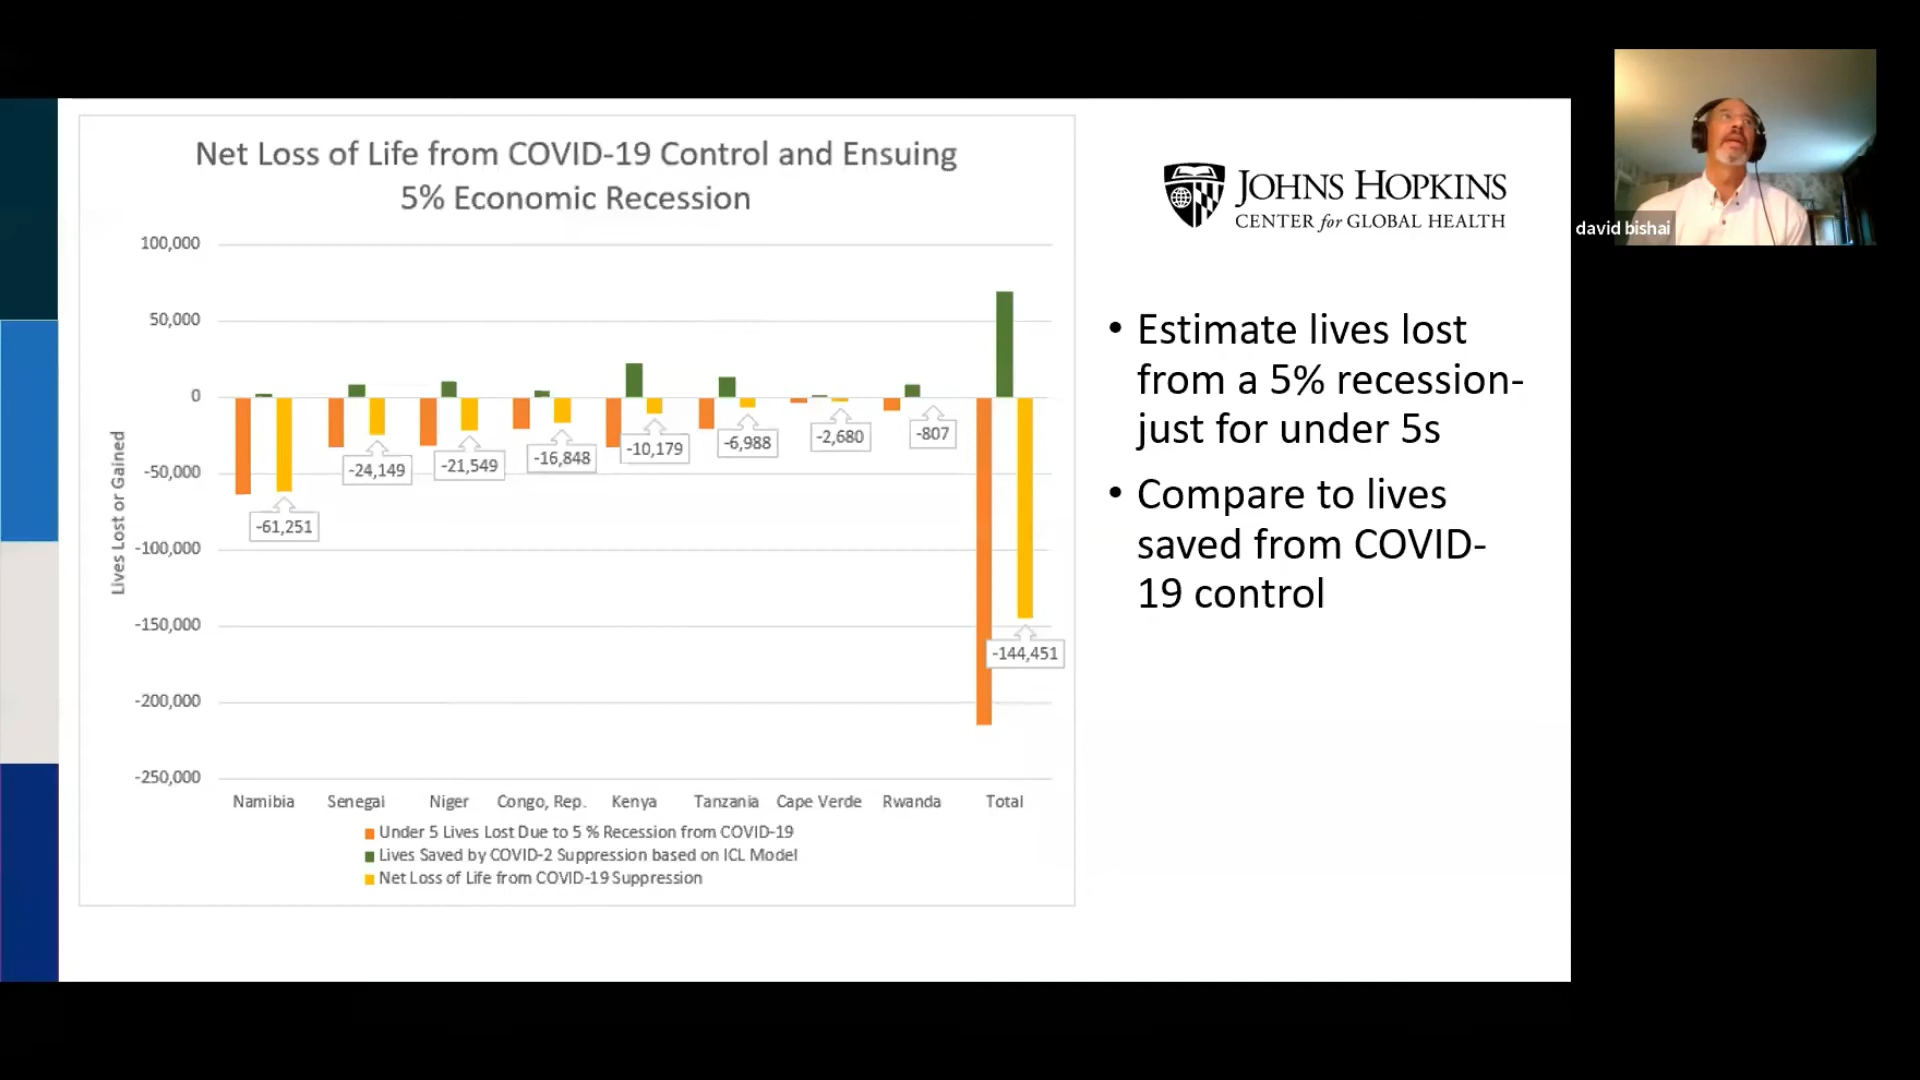 Net Loss of Life from COVID-19 Control and Ensuing
5% Economic Recession
100,000
50,000
0
-50,000
-100,000
-150,000
-200,000
-250,000
Lives Lost or Gained
-61,251
-24,149
-21,549
-16,848
-10,179
-6,988
-2,680
-807
-144,451
Namibia Senegal Niger Congo, Rep. Kenya Tanzania Cape Verde Rwanda Total
Under 5 Lives Lost Due to 5 % Recession from COVID-19
Lives Saved by COVID-2 Suppression based on ICL Model
Net Loss of Life from COVID-19 Suppression
JOHNS HOPKINS
CENTER for GLOBAL HEALTH
• Estimate lives lost
from a 5% recession-
just for under 5s
• Compare to lives
saved from COVID-
19 control
david bishai